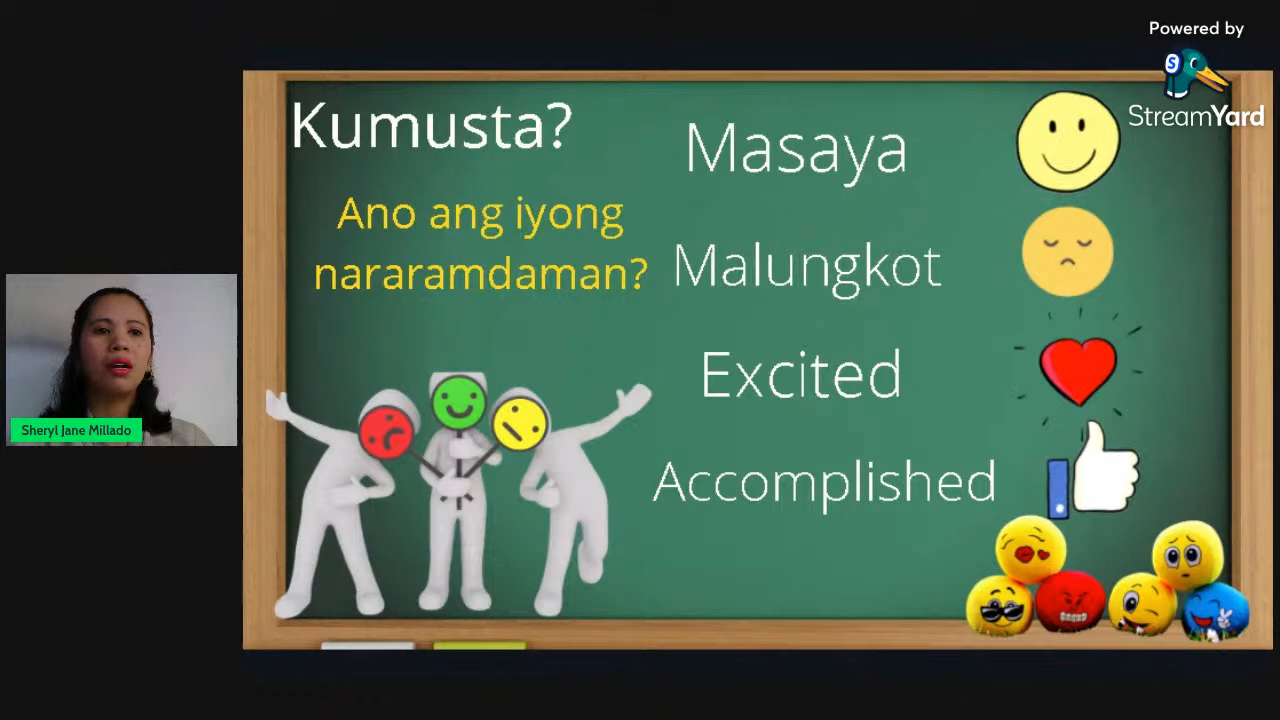 Powered by
StreamYard
Kumusta?
Ano ang iyong
nararamdaman?
Masaya
Malungkot
Excited
Accomplished
Sheryl Jane Millado